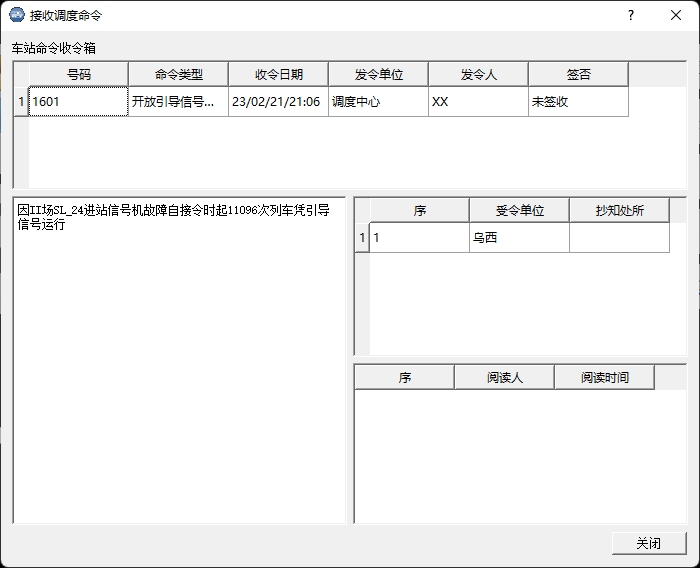 接收调度命令
?
车站命令收令箱
号码 命令类型 收令日期 发令单位 发令人 签否
1 1601 开放引导信号... 23/02/21/21:06 调度中心 XX 未签收
因II场SL_24进站信号机故障自接令时起11096次列车凭引导
信号运行
序 受令单位 抄知处所
1 1 乌西
序 阅读人 阅读时间
关闭